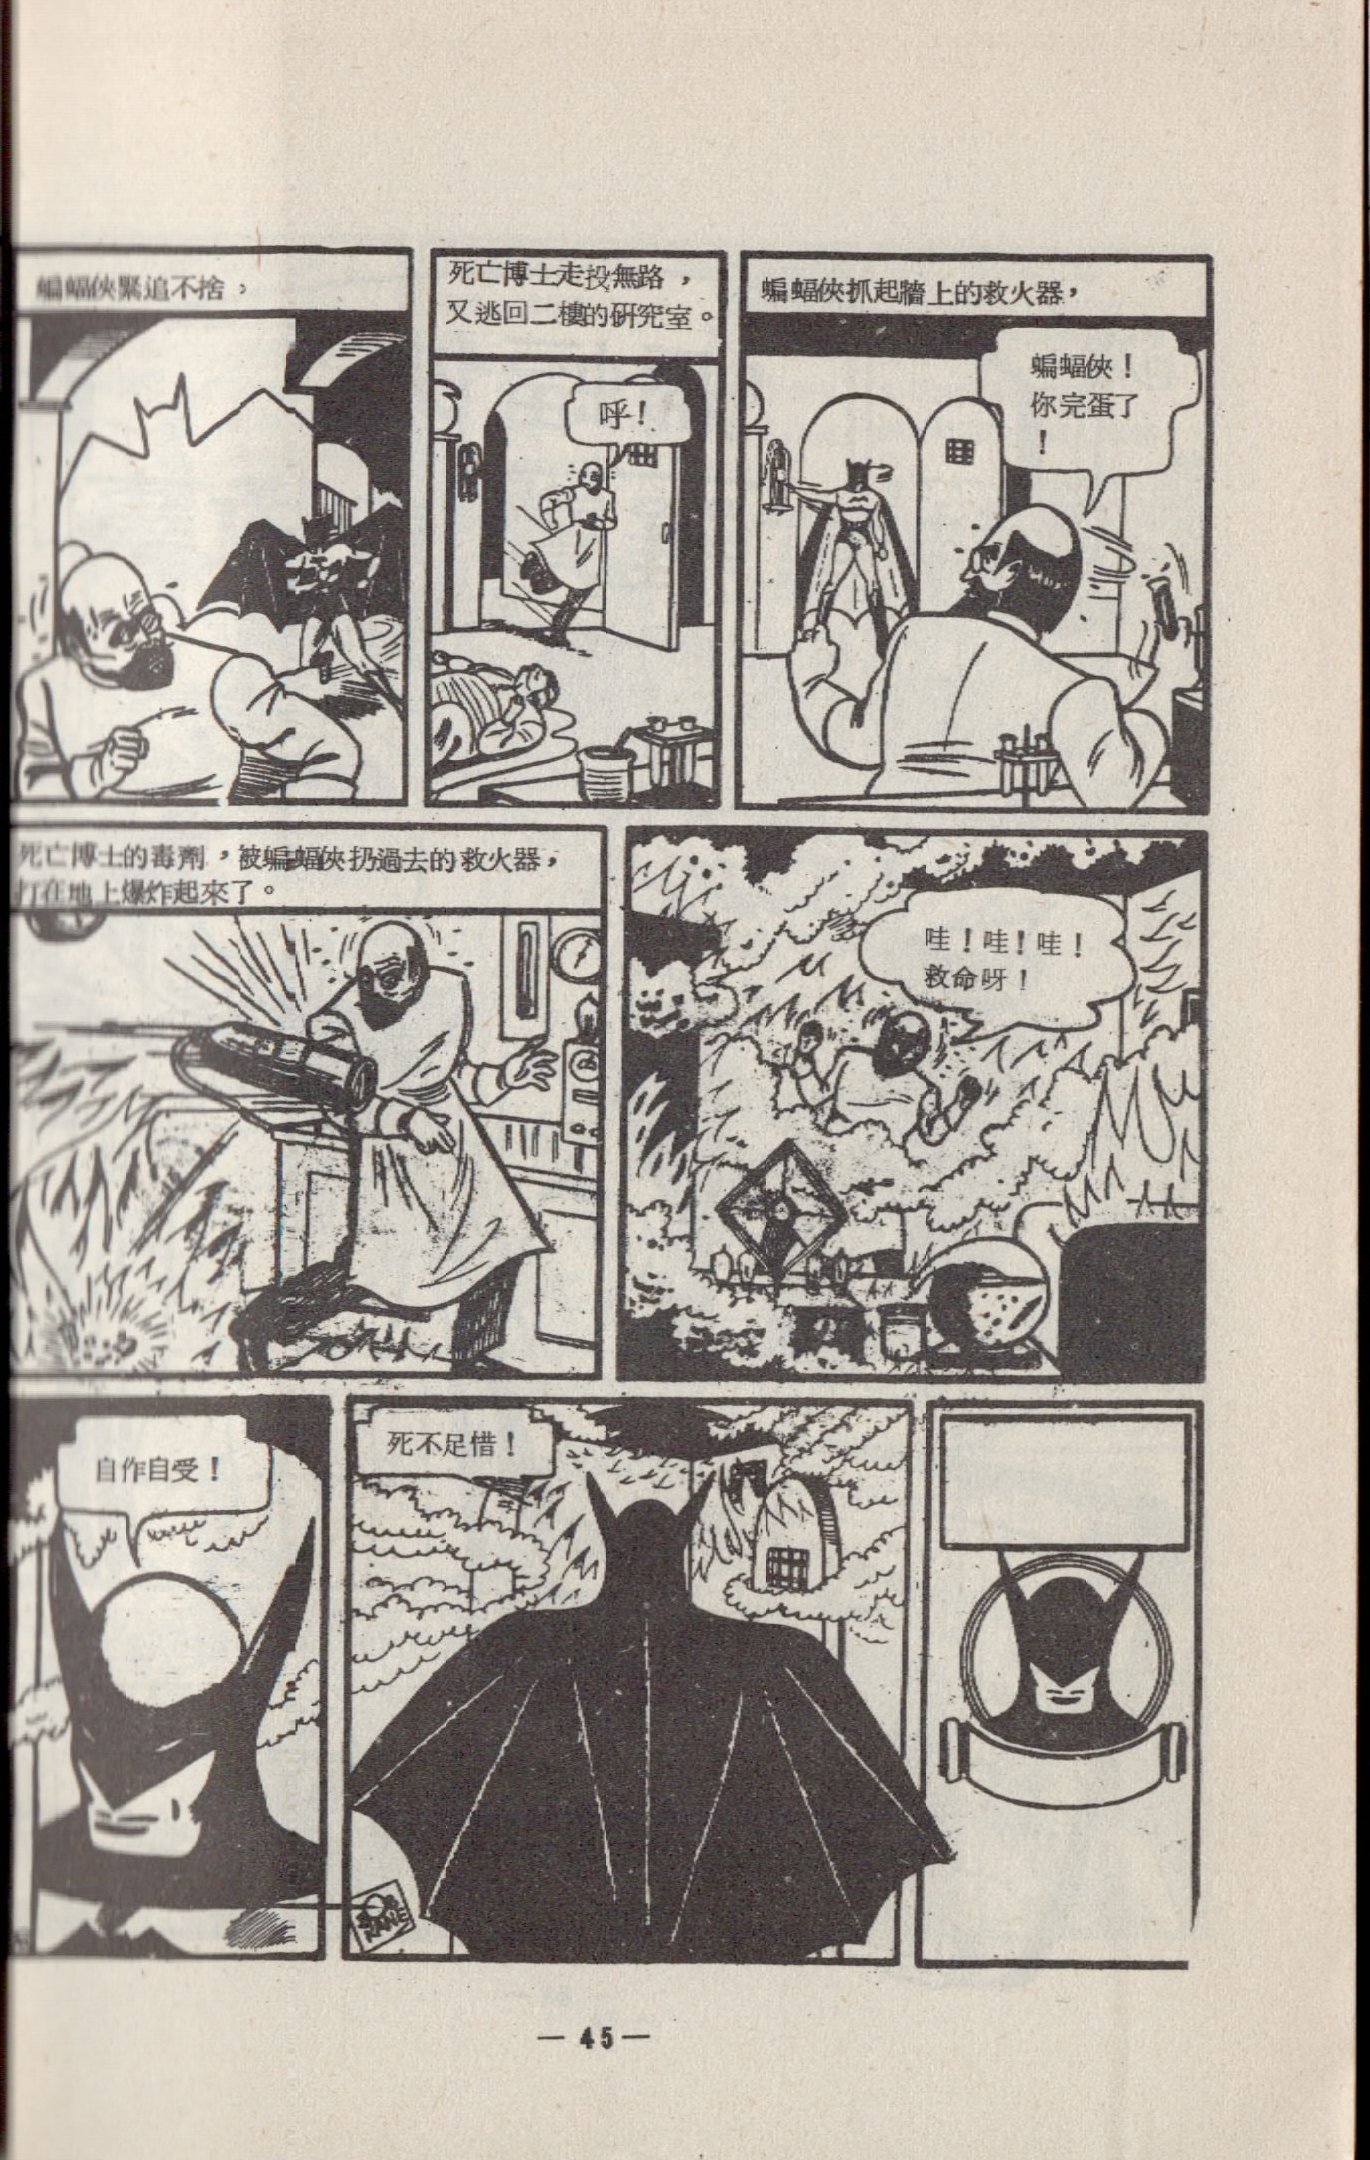 蝙蝠俠緊追不捨，
死亡博士走投無路，
又逃回二樓的研究室。
呼！
蝙蝠俠抓起牆上的救火器，
蝙蝠俠！
你完蛋了
！
死亡博士的毒劑，被蝙蝠俠扔過去的救火器，
打在地上爆炸起來了。
哇！哇！哇！
救命呀！
自作自受！
死不足惜！
BOB
KANE
— 45 —